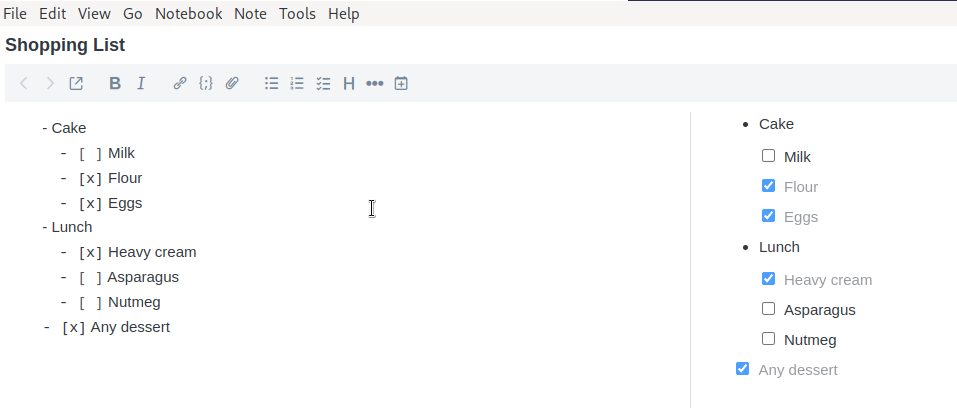 File Edit View Go Notebook Note Tools Help
Shopping List
B I H
- Cake
- [ ] Milk
- [x] Flour
- [x] Eggs
- Lunch
- [x] Heavy cream
- [ ] Asparagus
- [ ] Nutmeg
- [x] Any dessert
• Cake
Milk
Flour
Eggs
• Lunch
Heavy cream
Asparagus
Nutmeg
Any dessert